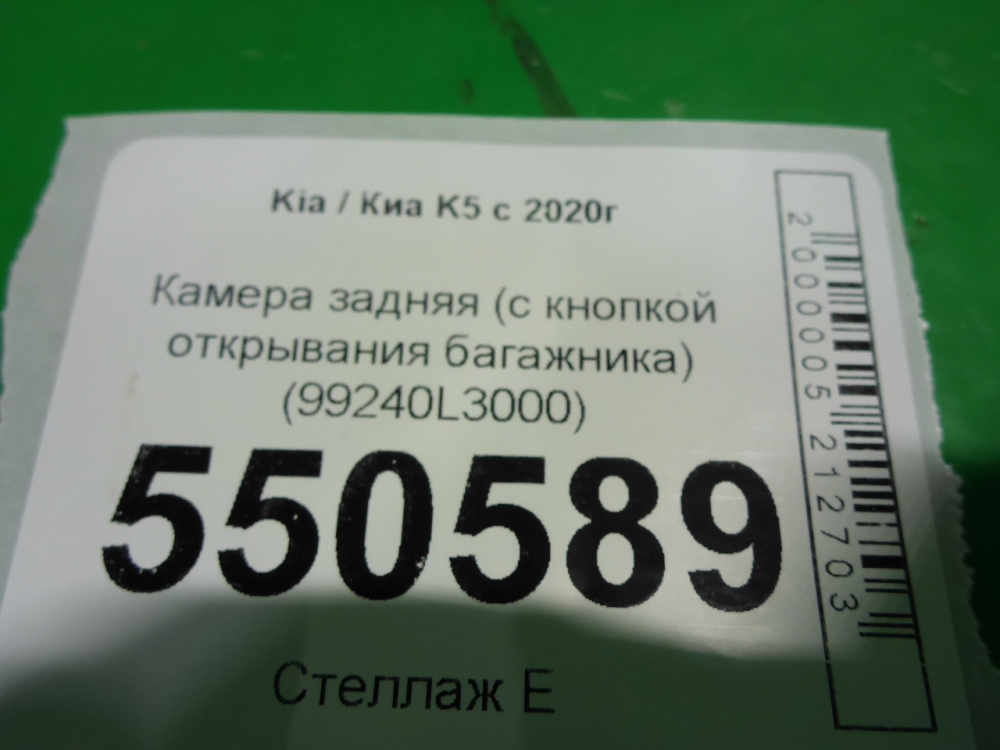 Kia / Киа K5 с 2020г
Камера задняя (с кнопкой
открывания багажника)
(99240L3000)
550589
Стеллаж Е
2000005212703